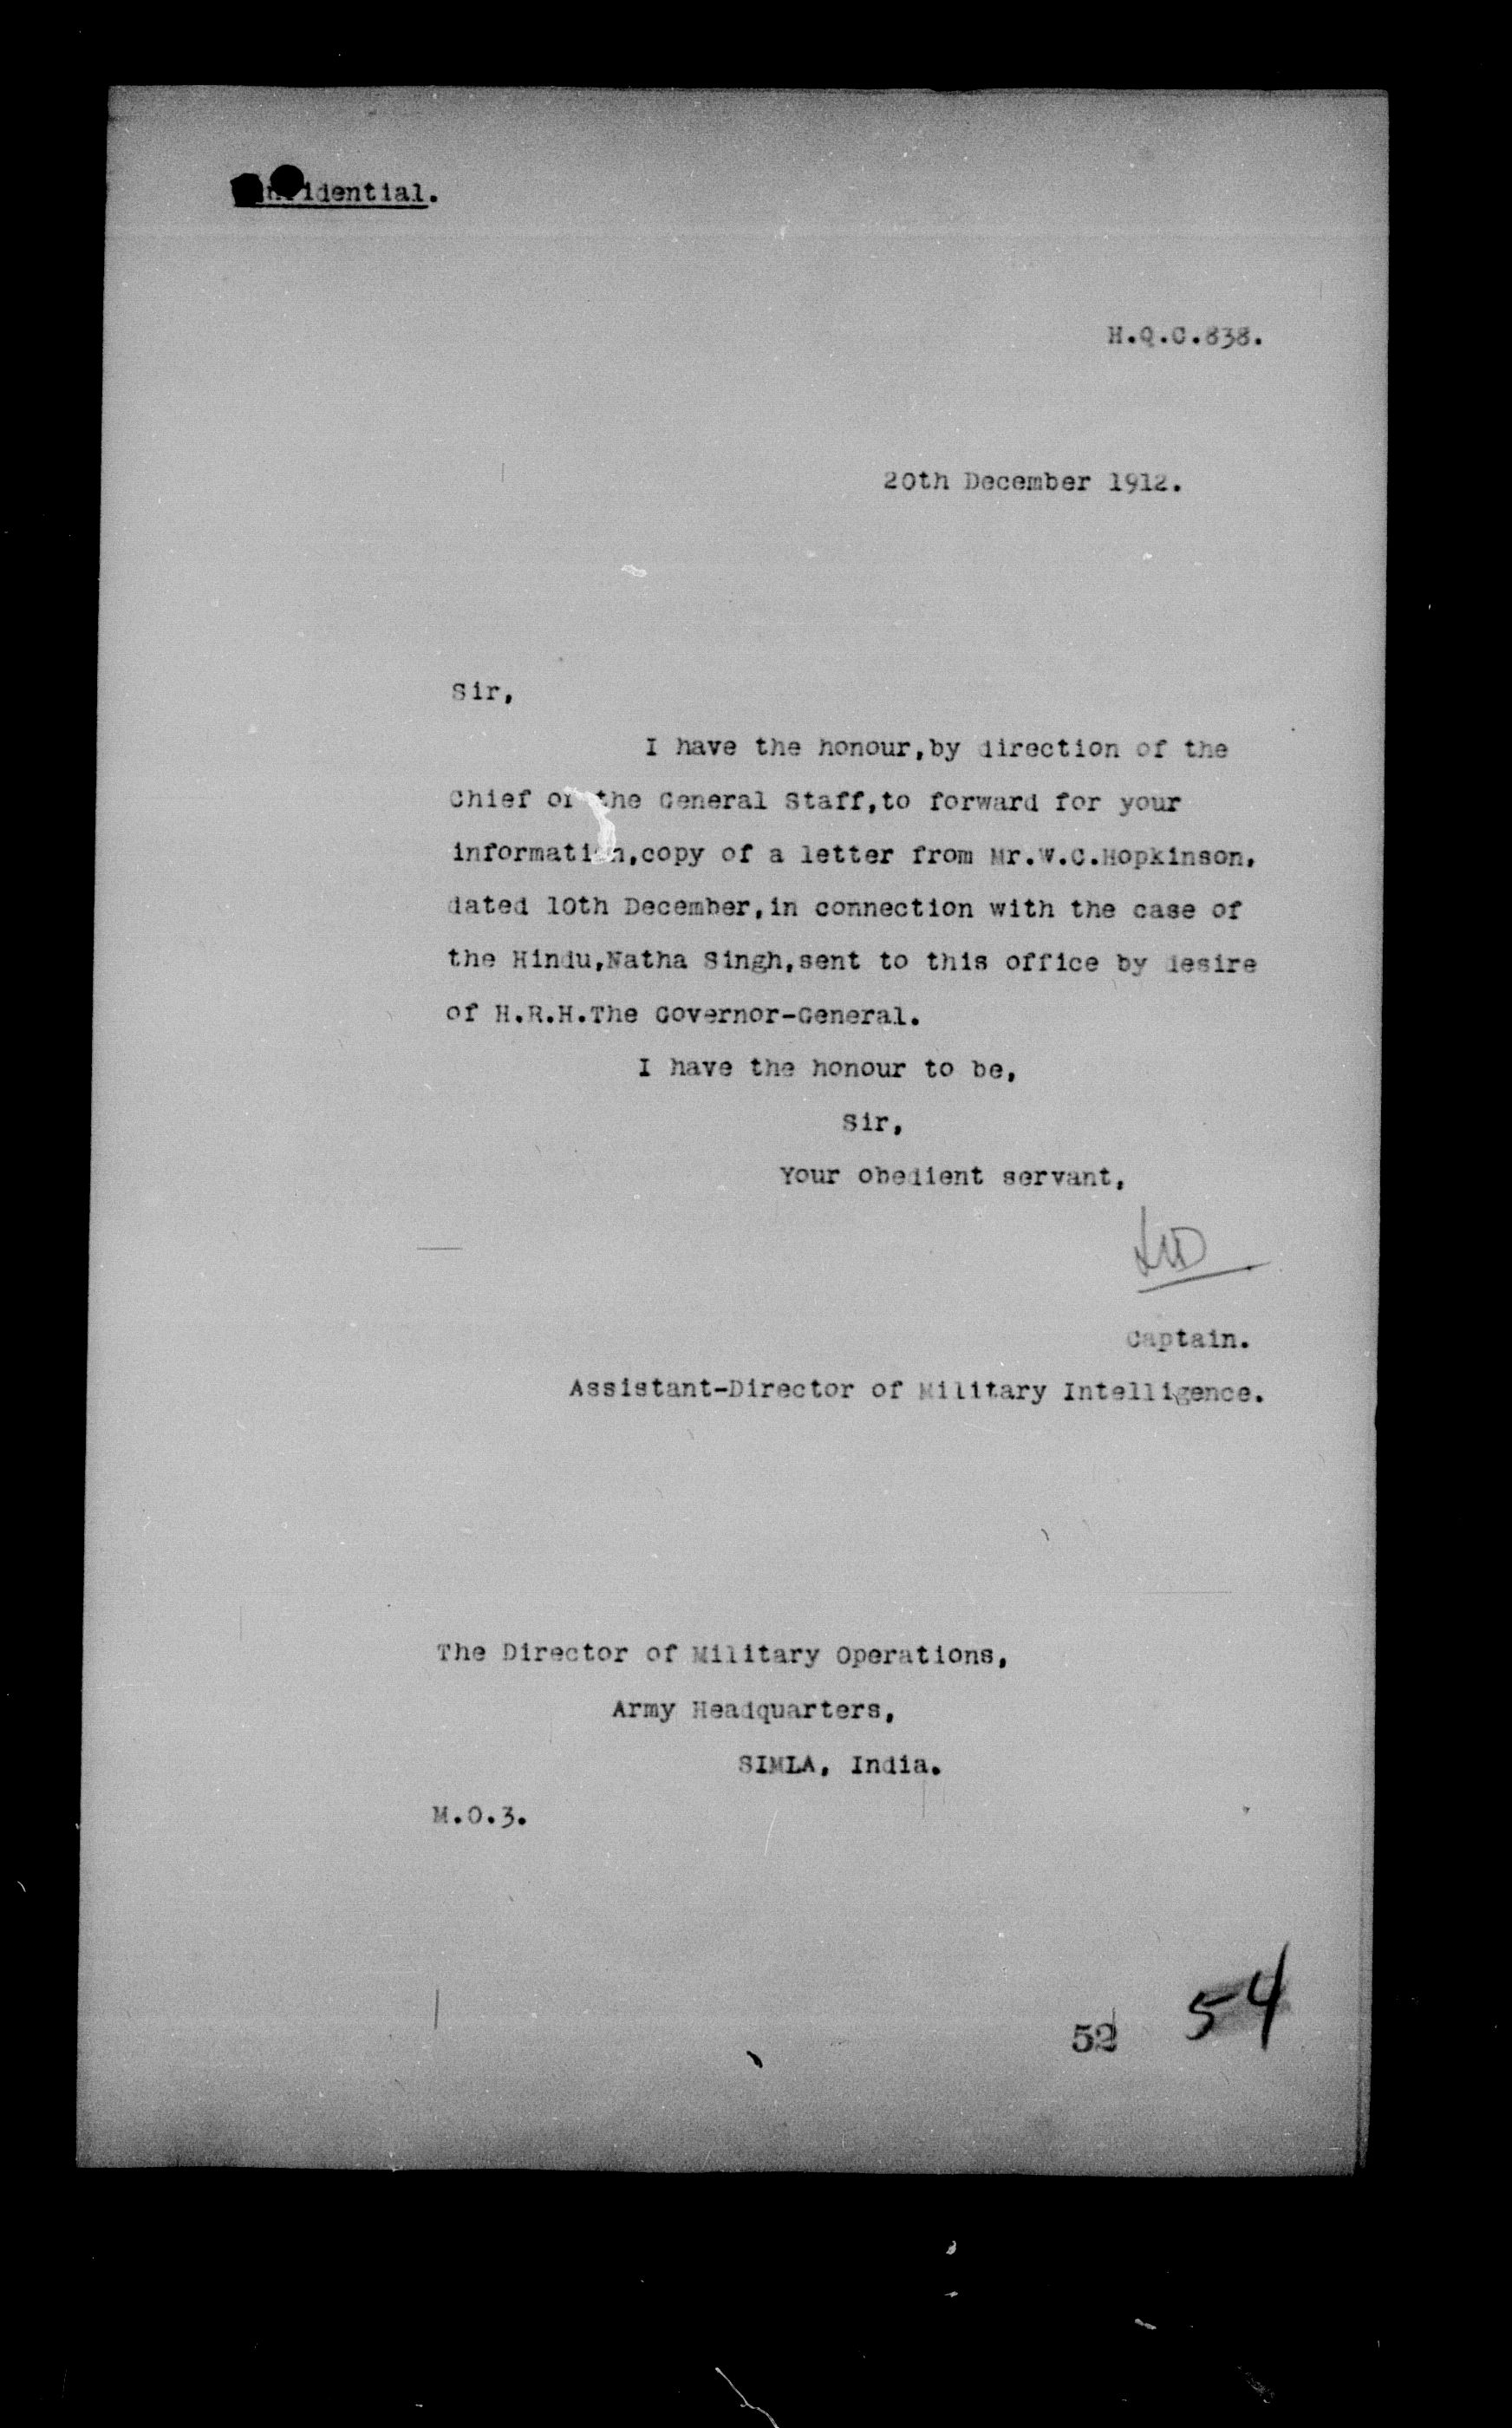 Confidential.
H.Q.C.838.
20th December 1912.
Sir,
I have the honour,by direction of the
Chief of the General Staff,to forward for your
information,copy of a letter from Mr.W.C.Hopkinson,
dated 10th December,in connection with the case of
the Hindu,Natha Singh,sent to this office by desire
of H.R.H.The Governor-General.
I have the honour to be,
Sir,
Your obedient servant,
Captain.
Assistant-Director of Military Intelligence.
The Director of Military Operations,
Army Headquarters,
SIMLA, India.
M.O.3.
52 54